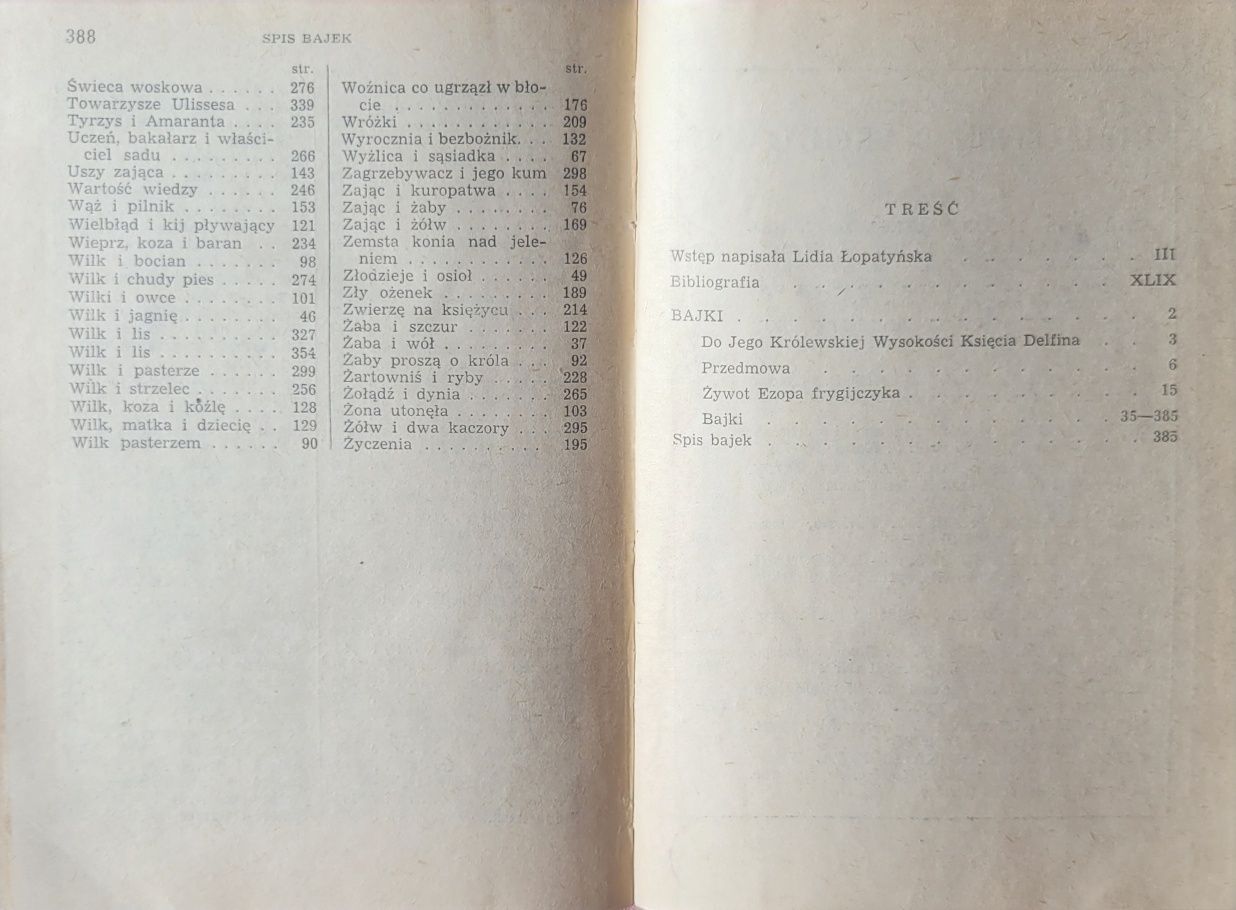 388 SPIS BAJEK
str.
Świeca woskowa . . . . . . 276
Towarzysze Ulissesa . . . 339
Tyrzys i Amaranta . . . . 235
Uczeń, bakałarz i właści-
ciel sadu . . . . . . . . . 266
Uszy zająca . . . . . . . . . 143
Wartość wiedzy . . . . . . 246
Wąż i pilnik . . . . . . . . 153
Wielbłąd i kij pływający 121
Wieprz, koza i baran . . 234
Wilk i bocian . . . . . . . 98
Wilk i chudy pies . . . . . 274
Wilki i owce . . . . . . . . 101
Wilk i jagnię . . . . . . . . 46
Wilk i lis . . . . . . . . . . 327
Wilk i lis . . . . . . . . . . 354
Wilk i pasterze . . . . . . 299
Wilk i strzelec . . . . . . . 256
Wilk, koza i koźlę . . . . 128
Wilk, matka i dziecię . . 129
Wilk pasterzem . . . . . . 90
str.
Woźnica co ugrzązł w bło-
cie . . . . . . . . . . . . . 176
Wróżki . . . . . . . . . . . . 209
Wyrocznia i bezbożnik. . . 132
Wyżlica i sąsiadka . . . . 67
Zagrzebywacz i jego kum 298
Zając i kuropatwa . . . . 154
Zając i żaby . . . . . . . . 76
Zając i żółw . . . . . . . . 169
Zemsta konia nad jele-
niem . . . . . . . . . . . . 126
Złodzieje i osioł . . . . . . 49
Zły ożenek . . . . . . . . . 189
Zwierzę na księżycu . . . 214
Żaba i szczur . . . . . . . 122
Żaba i wół . . . . . . . . . 37
Żaby proszą o króla . . . 92
Żartowniś i ryby . . . . . 228
Żołądź i dynia . . . . . . . 265
Żona utonęła . . . . . . . . 103
Żółw i dwa kaczory . . . 295
Życzenia . . . . . . . . . . 195
TREŚĆ
Wstęp napisała Lidia Łopatyńska . . . . . . . III
Bibliografia . . . . . . . . . . . . . XLIX
BAJKI . . . . . . . . . . . . . . . 2
Do Jego Królewskiej Wysokości Księcia Delfina . . 3
Przedmowa . . . . . . . . . . . . 6
Żywot Ezopa frygijczyka . . . . . . . . . 15
Bajki . . . . . . . . . . . . . 35—385
Spis bajek . . . . . . . . . . . . . . 385